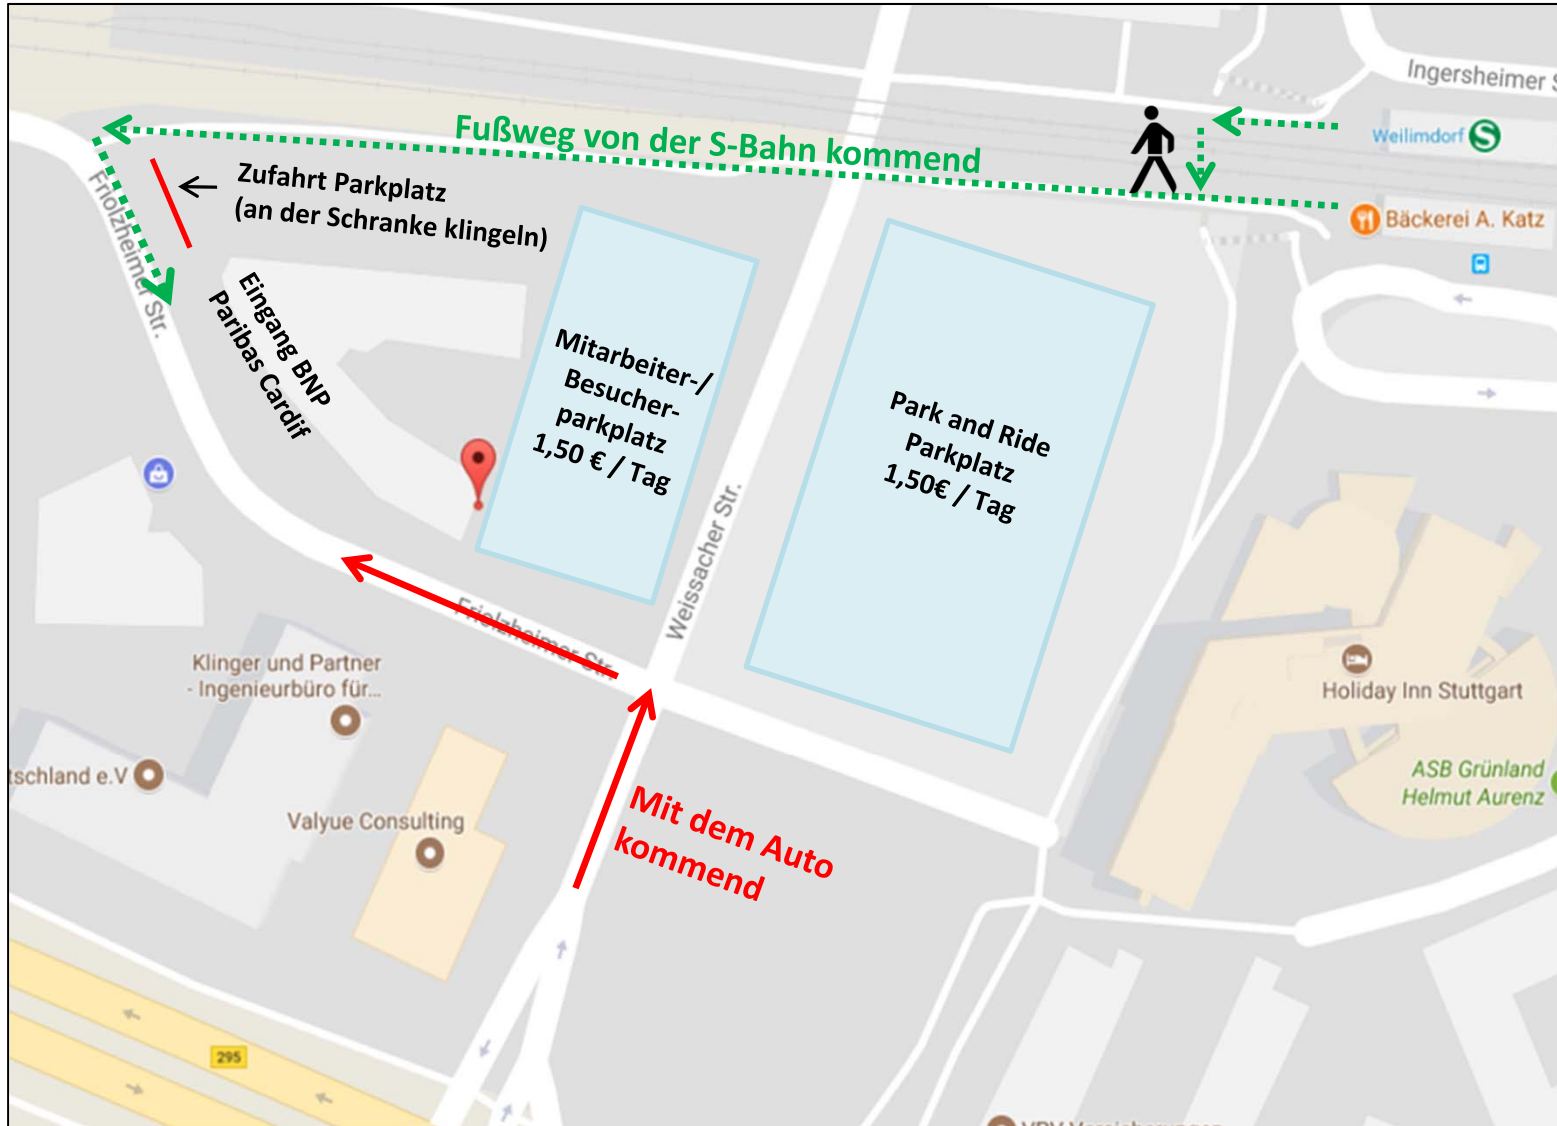 Ingersheimer S
Weilimdorf
S
Fußweg von der S-Bahn kommend
Zufahrt Parkplatz
(an der Schranke klingeln)
Bäckerei A. Katz
Friolzheimer Str.
Eingang BNP
Paribas Cardif
Mitarbeiter-/
Besucher-
parkplatz
1,50 € / Tag
Park and Ride
Parkplatz
1,50€ / Tag
Weissacher Str.
Friolzheimer Str.
Klinger und Partner
- Ingenieurbüro für...
Holiday Inn Stuttgart
tschland e.V
ASB Grünland
Helmut Aurenz
Valyue Consulting
Mit dem Auto
kommend
295